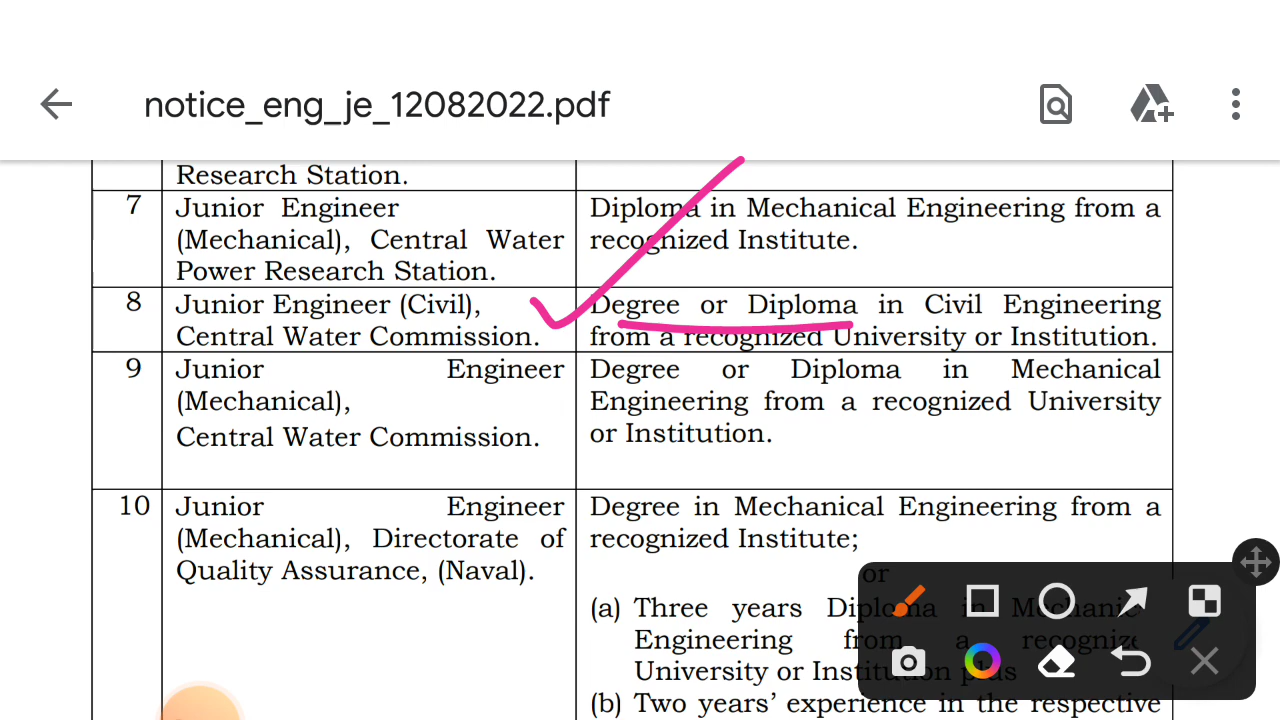 notice_eng_je_12082022.pdf
Research Station.
7
Junior Engineer
(Mechanical), Central Water
Power Research Station.
Diploma in Mechanical Engineering from a
recognized Institute.
8
Junior Engineer (Civil),
Central Water Commission.
Degree or Diploma in Civil Engineering
from a recognized University or Institution.
9
Junior Engineer
(Mechanical),
Central Water Commission.
Degree or Diploma in Mechanical
Engineering from a recognized University
or Institution.
10
Junior Engineer
(Mechanical), Directorate of
Quality Assurance, (Naval).
Degree in Mechanical Engineering from a
recognized Institute;
or
(a) Three years Diploma in Mechanic
Engineering from a recognize
University or Institution plus
(b) Two years' experience in the respective